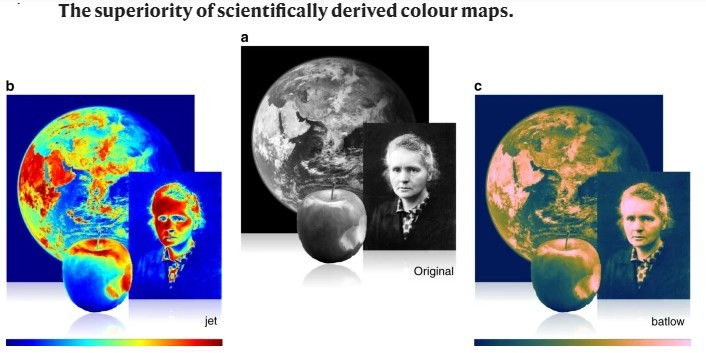 The superiority of scientifically derived colour maps.
a
b
c
Original
jet
batlow